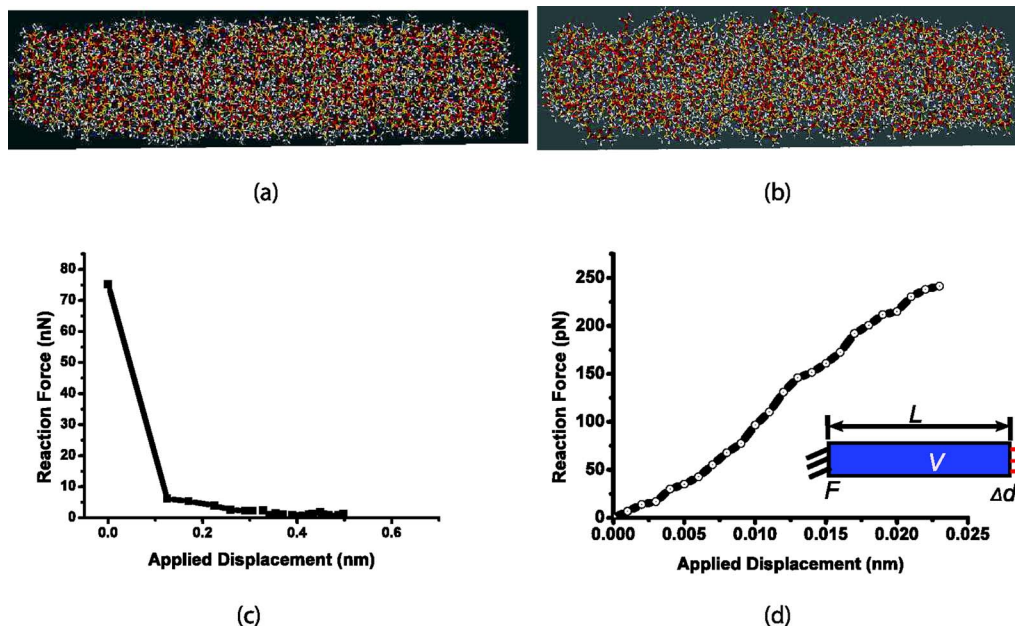 (a)
(b)
Reaction Force (nN)
80
70
60
50
40
30
20
10
0
0.0
0.2
0.4
0.6
Applied Displacement (nm)
(c)
Reaction Force (pN)
250
200
150
100
50
0
0.000
0.005
0.010
0.015
0.020
0.025
Applied Displacement (nm)
L
V
F
Δd
(d)